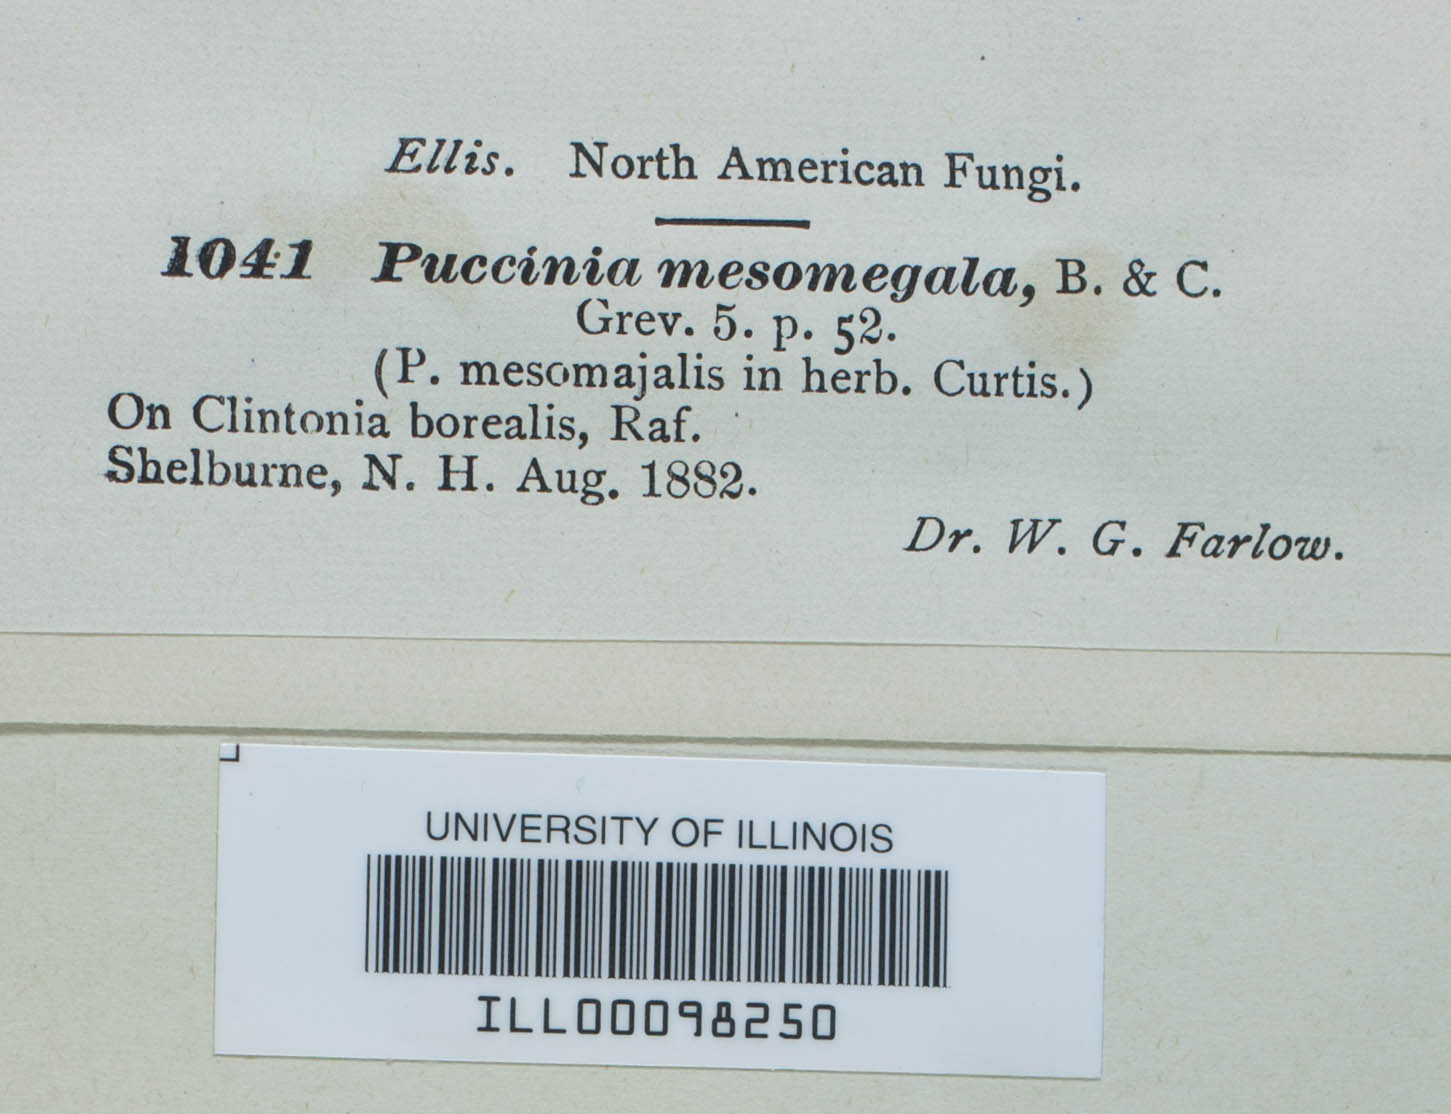 Ellis. North American Fungi.
1041 Puccinia mesomegala, B. & C.
Grev. 5. p. 52.
(P. mesomajalis in herb. Curtis.)
On Clintonia borealis, Raf.
Shelburne, N. H. Aug. 1882.
Dr. W. G. Farlow.
UNIVERSITY OF ILLINOIS
ILL00098250